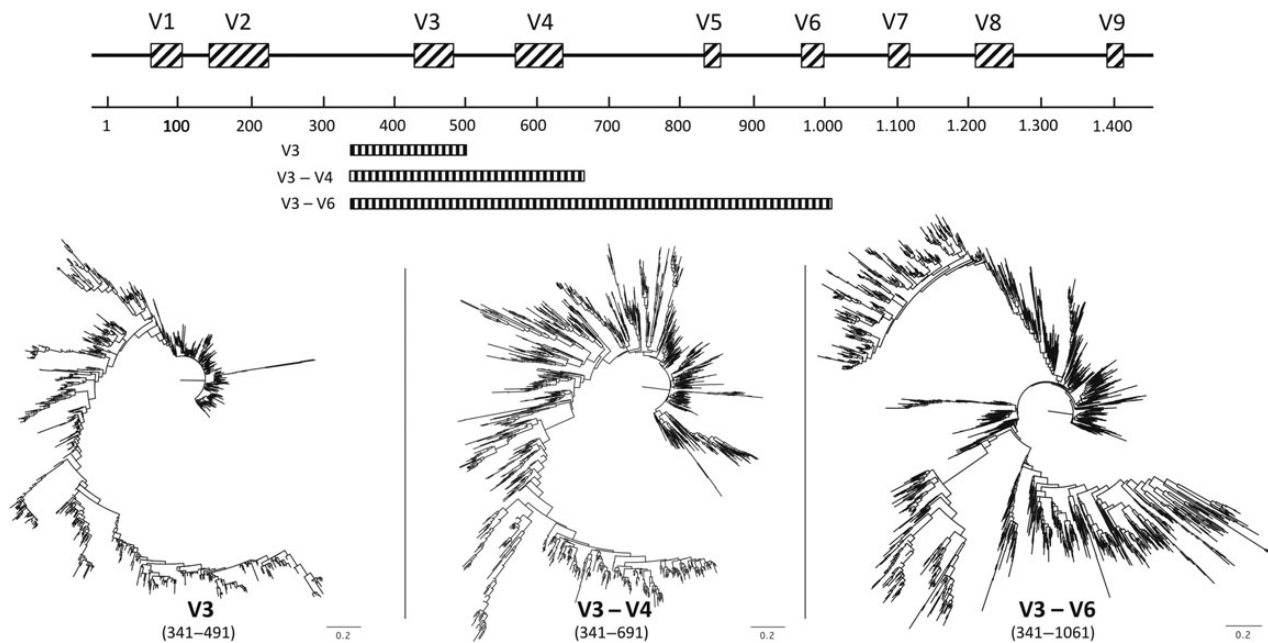 V1 V2 V3 V4 V5 V6 V7 V8 V9
1 100 200 300 400 500 600 700 800 900 1.000 1.100 1.200 1.300 1.400
V3
V3 – V4
V3 – V6
V3 V3 – V4 V3 – V6
(341–491) 0.2 (341–691) 0.2 (341–1061) 0.2